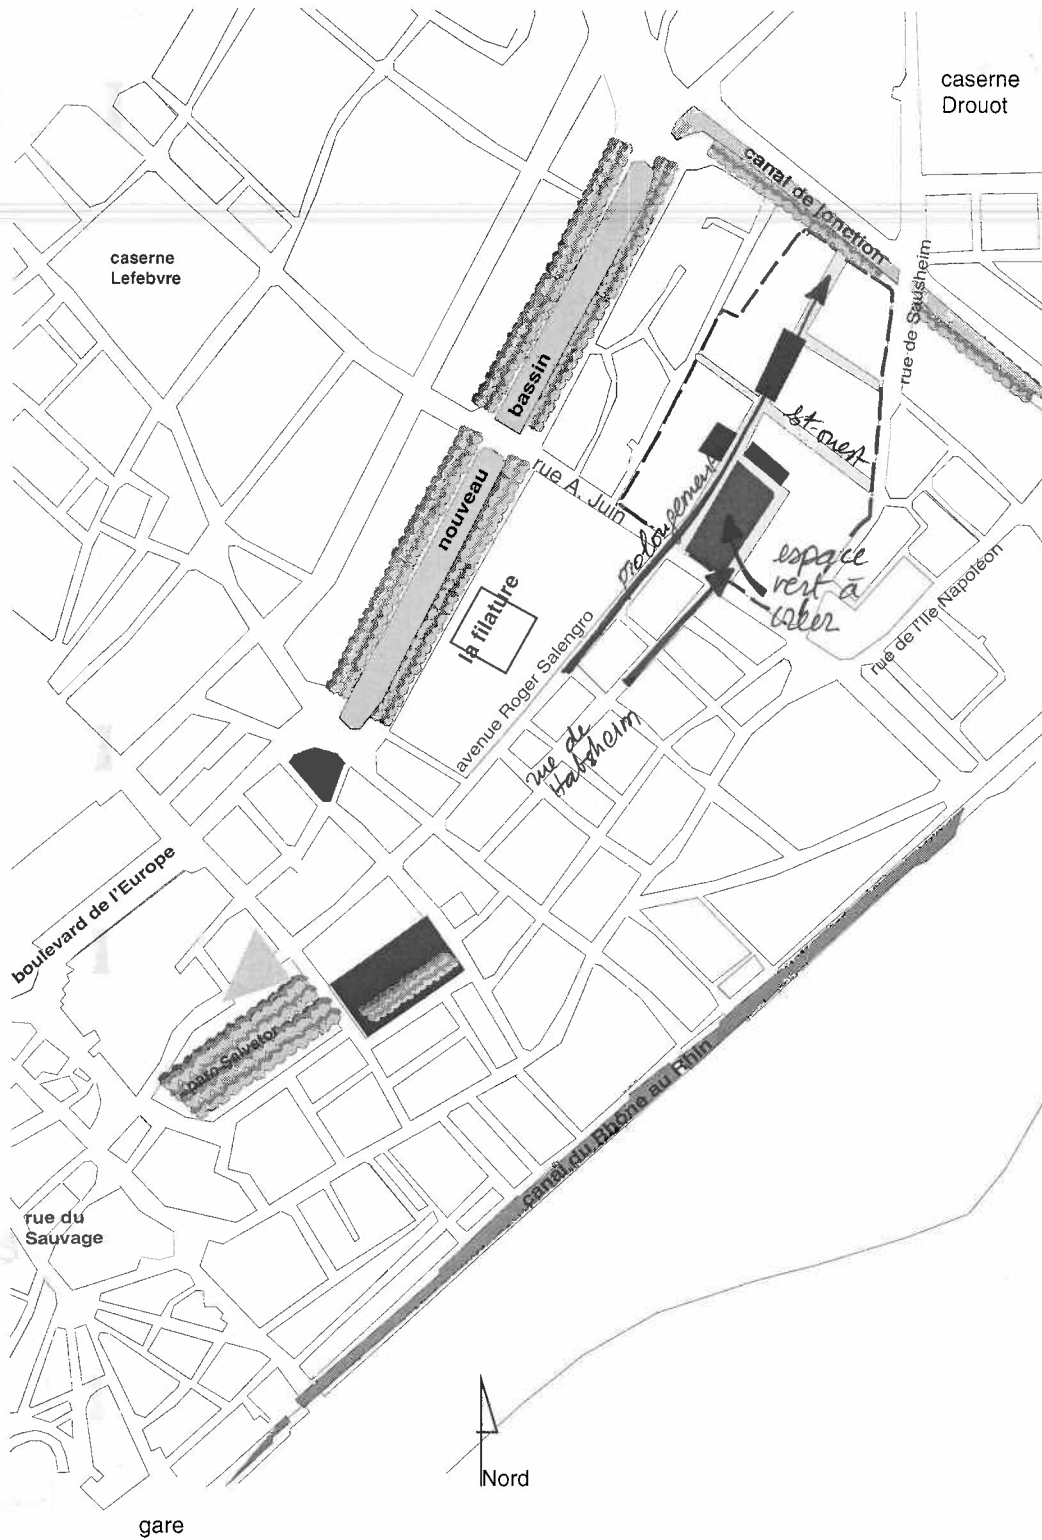 caserne
Drouot
canal de jonction
caserne
Lefebvre
rue de Sausheim
bassin
nouveau
rue A. Juin
prolongement
st-ouest
espace
vert à
créer
la filature
avenue Roger Salengro
rue de l'Ile Napoléon
rue de
Habsheim
boulevard de l'Europe
parc Salvator
canal du Rhône au Rhin
rue du
Sauvage
Nord
gare